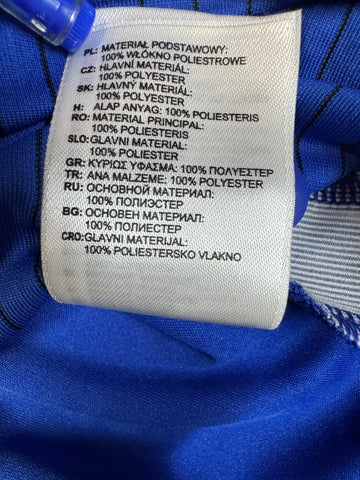 PL: MATERIAŁ PODSTAWOWY:
100% WŁÓKNO POLIESTROWE
CZ: HLAVNÍ MATERIÁL:
100% POLYESTER
SK: HLAVNÝ MATERIÁL:
100% POLYESTER
H: ALAP ANYAG: 100% POLIÉSTERIS
RO: MATERIAL PRINCIPAL:
100% POLIESTERIS
SLO: GLAVNI MATERIAL:
100% POLIESTER
GR: ΚΥΡΙΩΣ ΥΦΑΣΜΑ: 100% ΠΟΛΥΕΣΤΕΡ
TR: ANA MALZEME: 100% POLYESTER
RU: ОСНОВНОЙ МАТЕРИАЛ:
100% ПОЛИЭСТЕР
BG: ОСНОВЕН МАТЕРИАЛ:
100% ПОЛИЕСТЕР
CRO: GLAVNI MATERIJAL:
100% POLIESTERSKO VLAKNO